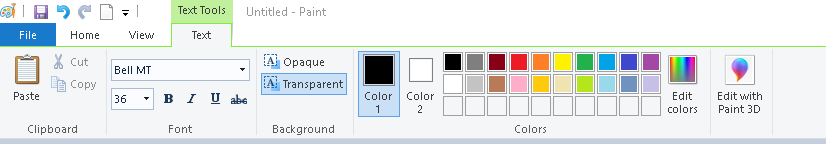 Text Tools
Untitled - Paint
File Home View Text
Paste
Cut
Copy
Clipboard
Bell MT
36 B I U abc
Font
Opaque
Transparent
Background
Color 1
Color 2
Edit colors
Colors
Edit with Paint 3D